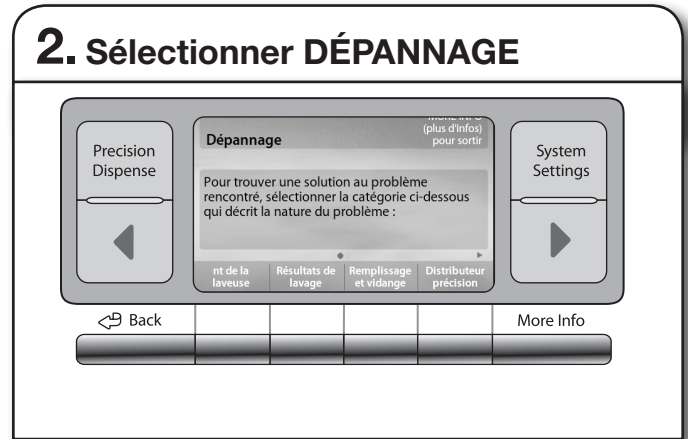 2. Sélectionner DÉPANNAGE
Precision
Dispense
Dépannage
MORE INFO
(plus d'infos)
pour sortir
Pour trouver une solution au problème
rencontré, sélectionner la catégorie ci-dessous
qui décrit la nature du problème :
nt de la
laveuse
Résultats de
lavage
Remplissage
et vidange
Distributeur
précision
System
Settings
Back
More Info